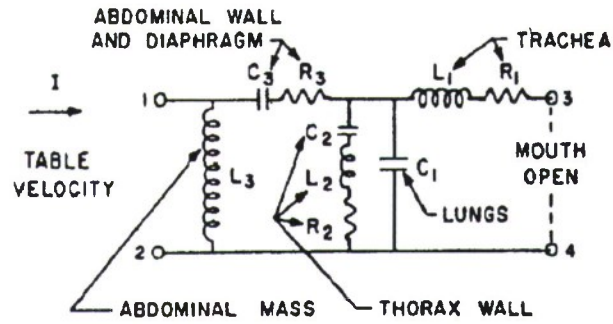 ABDOMINAL WALL
AND DIAPHRAGM
TRACHEA
C3
R3
L1
R1
I
1
3
TABLE
VELOCITY
L3
C2
L2
R2
C1
LUNGS
MOUTH
OPEN
2
4
ABDOMINAL MASS
THORAX WALL